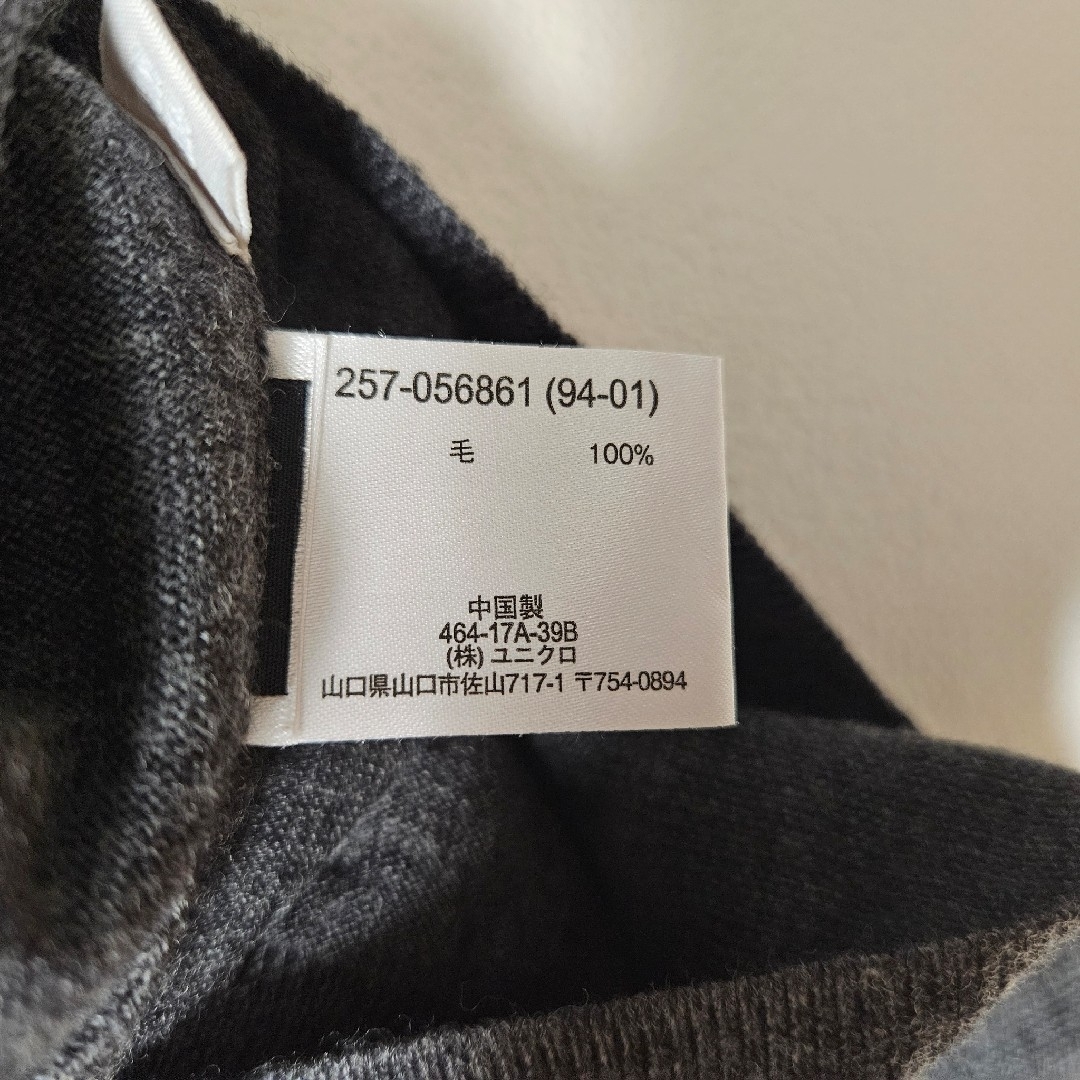 257-056861 (94-01)
毛 100%
中国製
464-17A-39B
(株) ユニクロ
山口県山口市佐山717-1 〒754-0894